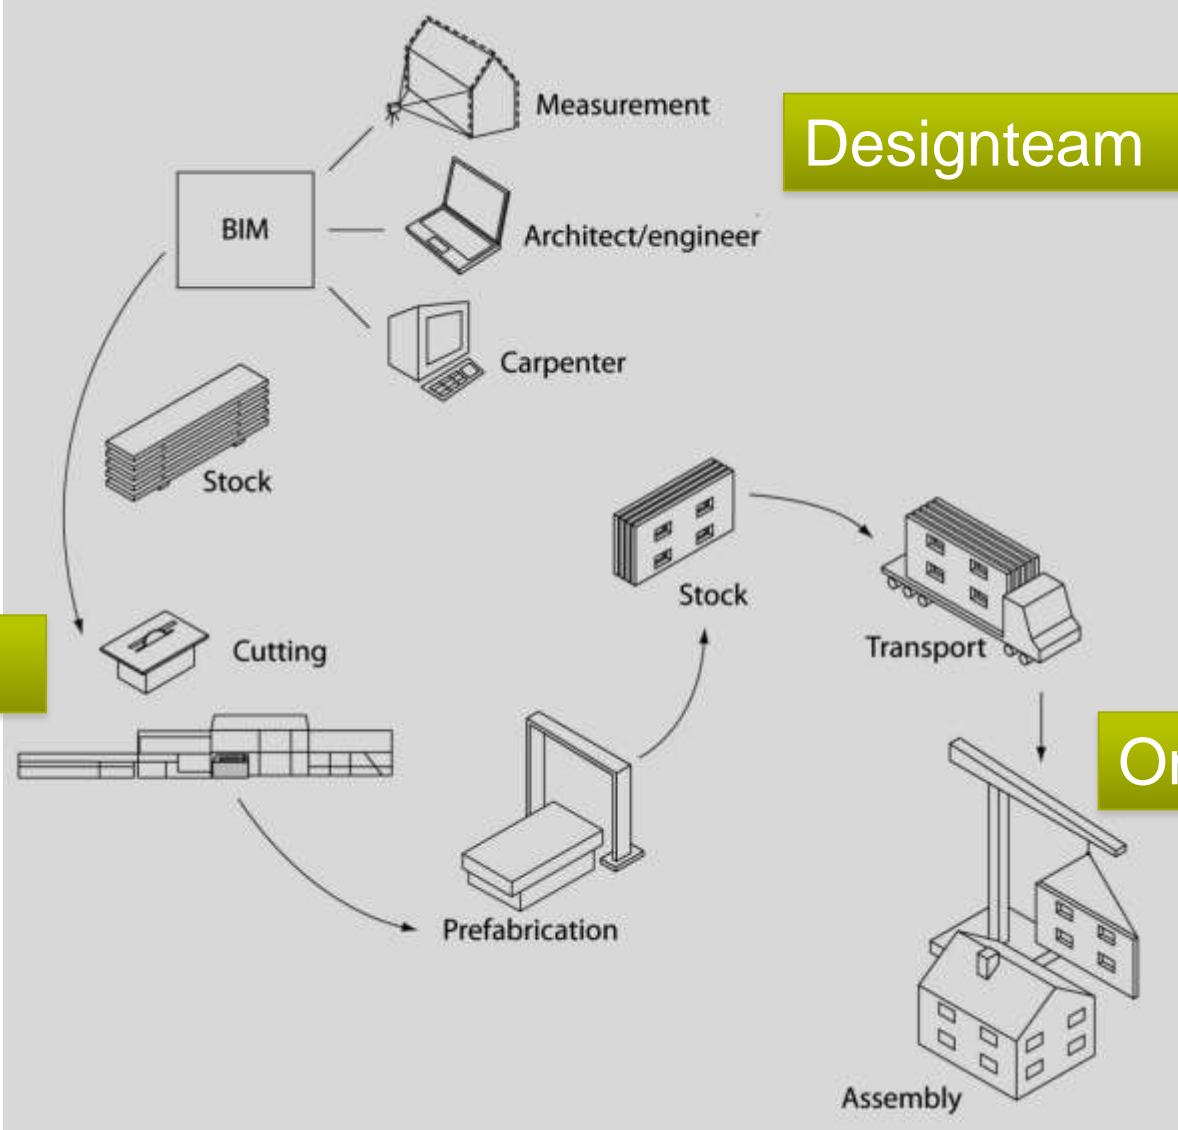 Measurement
Designteam
BIM
Architect/engineer
Carpenter
Stock
Stock
Cutting
Transport
Prefabrication
Assembly